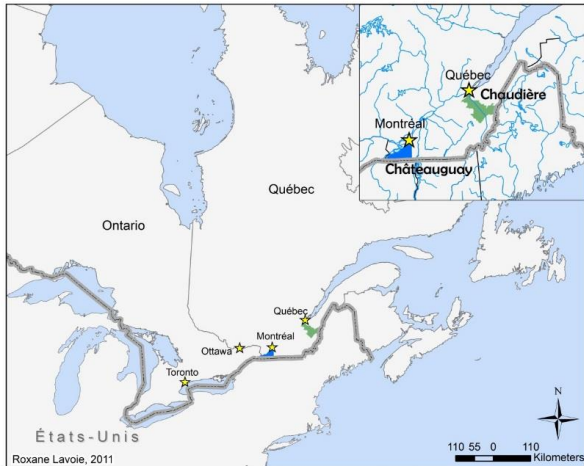 Québec
Chaudière
Montréal
Châteauguay
Québec
Ontario
Québec
Montréal
Ottawa
Toronto
États-Unis
Roxane Lavoie, 2011
N
110 55 0 110
Kilometers